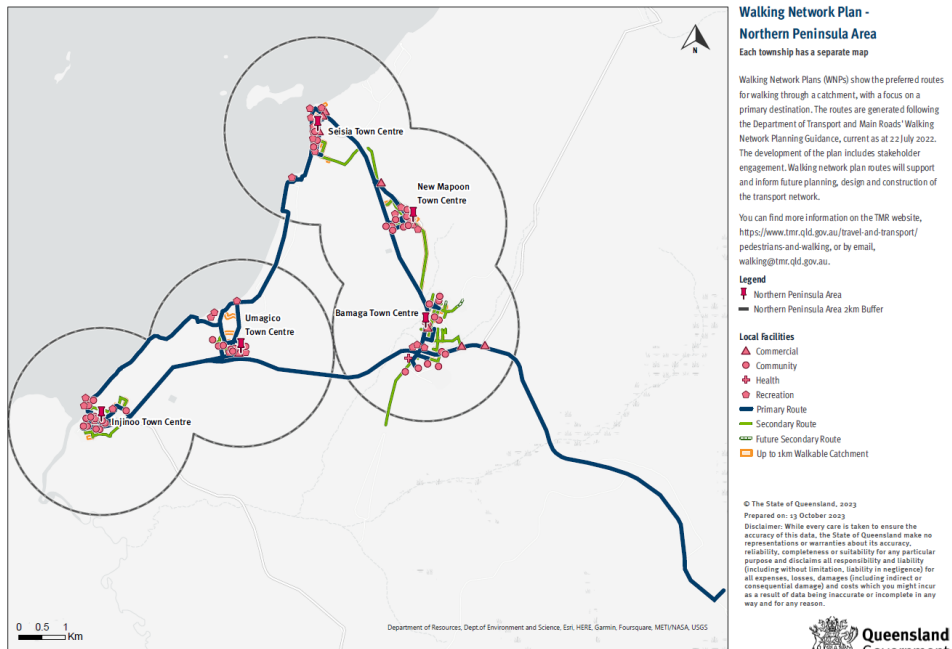 Walking Network Plan -
Northern Peninsula Area
Each township has a separate map
Walking Network Plans (WNPs) show the preferred routes
for walking through a catchment, with a focus on a
primary destination. The routes are generated following
the Department of Transport and Main Roads' Walking
Network Planning Guidance, current as at 22 July 2022.
The development of the plan includes stakeholder
engagement. Walking network plan routes will support
and inform future planning, design and construction of
the transport network.
You can find more information on the TMR website,
https://www.tmr.qld.gov.au/travel-and-transport/
pedestrians-and-walking, or by email,
walking@tmr.qld.gov.au.
Legend
Northern Peninsula Area
Northern Peninsula Area 2km Buffer
Local Facilities
Commercial
Community
Health
Recreation
Primary Route
Secondary Route
Future Secondary Route
Up to 1km Walkable Catchment
© The State of Queensland, 2023
Prepared on: 13 October 2023
Disclaimer: While every care is taken to ensure the
accuracy of this data, the State of Queensland make no
representations or warranties about its accuracy,
reliability, completeness or suitability for any particular
purpose and disclaims all responsibility and liability
(including without limitation, liability in negligence) for
all expenses, losses, damages (including indirect or
consequential damage) and costs which you might incur
as a result of data being inaccurate or incomplete in any
way and for any reason.
Queensland
Government
N
Seisia Town Centre
New Mapoon
Town Centre
Bamaga Town Centre
Umagico
Town Centre
Injinoo Town Centre
0 0.5 1
Km
Department of Resources, Dept.of Environment and Science, Esri, HERE, Garmin, Foursquare, METI/NASA, USGS